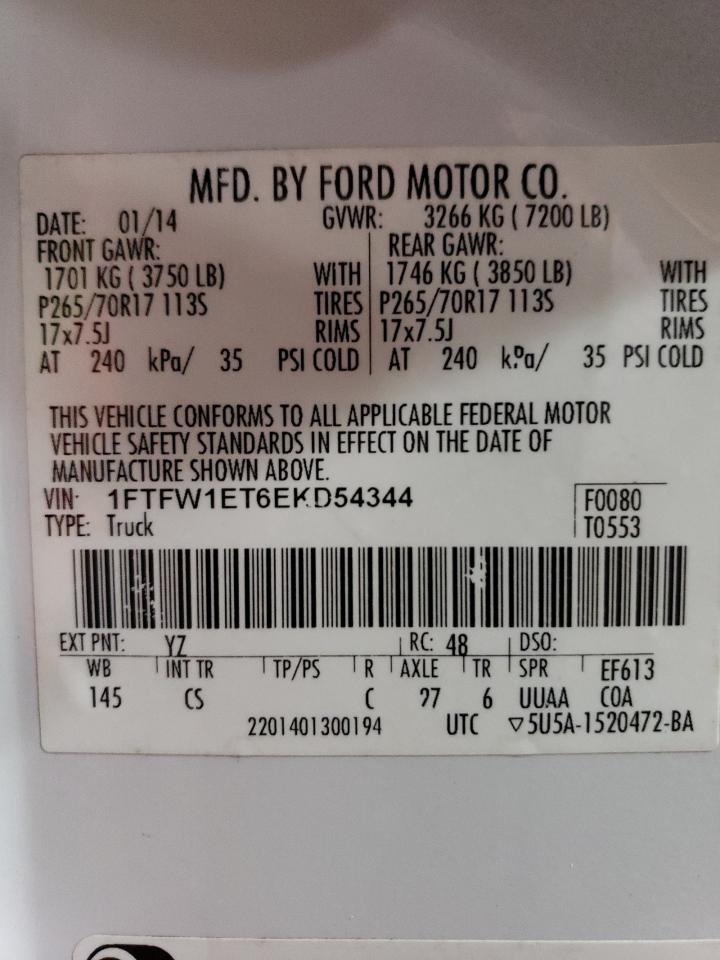 MFD. BY FORD MOTOR CO.
DATE: 01/14 GVWR: 3266 KG ( 7200 LB)
FRONT GAWR: REAR GAWR:
1701 KG ( 3750 LB) WITH 1746 KG ( 3850 LB) WITH
P265/70R17 113S TIRES P265/70R17 113S TIRES
17x7.5J RIMS 17x7.5J RIMS
AT 240 kPa/ 35 PSI COLD AT 240 kPa/ 35 PSI COLD
THIS VEHICLE CONFORMS TO ALL APPLICABLE FEDERAL MOTOR
VEHICLE SAFETY STANDARDS IN EFFECT ON THE DATE OF
MANUFACTURE SHOWN ABOVE.
VIN: 1FTFW1ET6EKD54344 F0080
TYPE: Truck T0553
EXT PNT: YZ RC: 48 DSO:
WB INT TR TP/PS R AXLE TR SPR EF613
145 CS C 27 6 UUAA COA
2201401300194 UTC ▽5U5A-1520472-BA